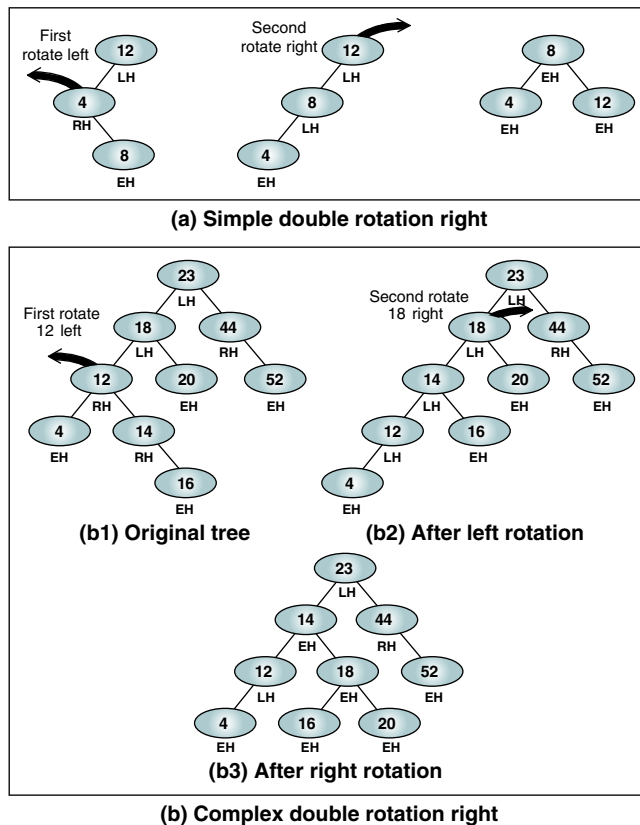 First
rotate left
12
LH
4
RH
8
EH
Second
rotate right
12
LH
8
LH
4
EH
8
EH
4
EH
12
EH
(a) Simple double rotation right
First rotate
12 left
23
LH
18
LH
44
RH
12
RH
20
EH
52
EH
4
EH
14
RH
16
EH
(b1) Original tree
Second rotate
18 right
23
LH
18
LH
44
RH
14
LH
20
EH
52
EH
12
LH
16
EH
4
EH
(b2) After left rotation
23
LH
14
EH
44
RH
12
LH
18
EH
52
EH
4
EH
16
EH
20
EH
(b3) After right rotation
(b) Complex double rotation right